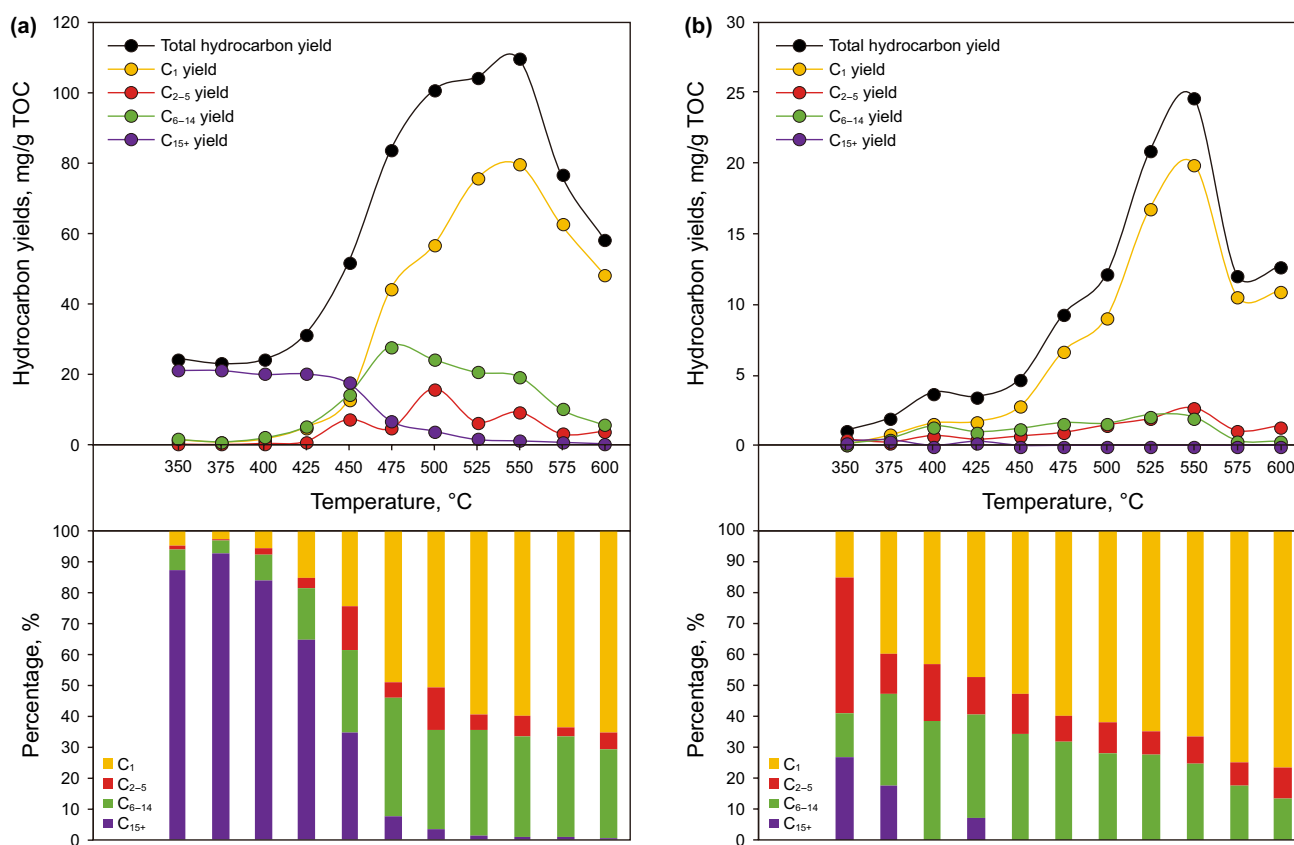 (a)
Hydrocarbon yields, mg/g TOC
120
100
80
60
40
20
0
Total hydrocarbon yield
C₁ yield
C₂₋₅ yield
C₆₋₁₄ yield
C₁₅₊ yield
350 375 400 425 450 475 500 525 550 575 600
Temperature, °C
Percentage, %
100
90
80
70
60
50
40
30
20
10
0
C₁
C₂₋₅
C₆₋₁₄
C₁₅₊
(b)
Hydrocarbon yields, mg/g TOC
30
25
20
15
10
5
0
Total hydrocarbon yield
C₁ yield
C₂₋₅ yield
C₆₋₁₄ yield
C₁₅₊ yield
350 375 400 425 450 475 500 525 550 575 600
Temperature, °C
Percentage, %
100
90
80
70
60
50
40
30
20
10
0
C₁
C₂₋₅
C₆₋₁₄
C₁₅₊